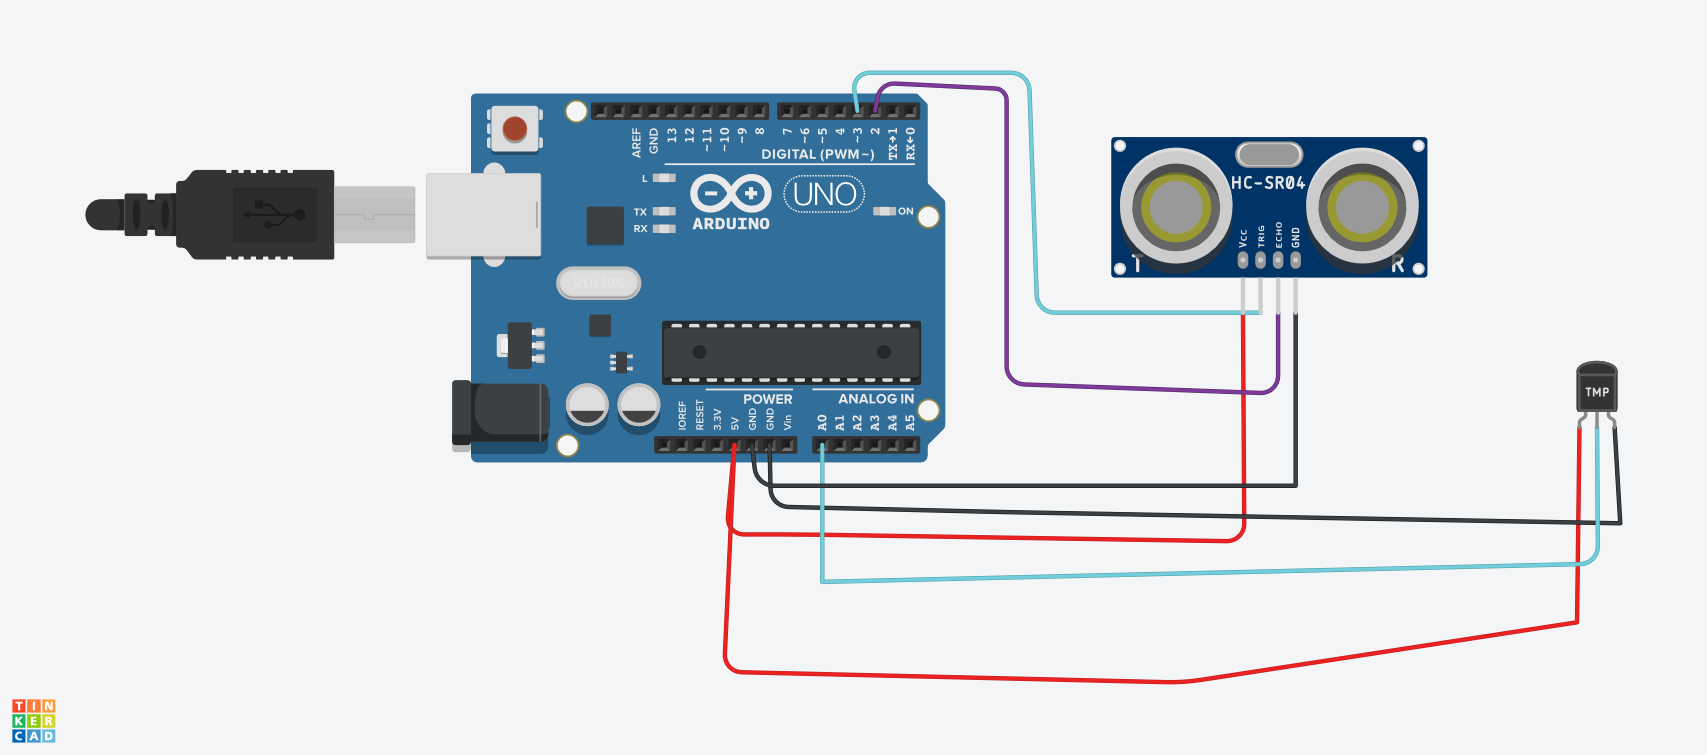 AREF
GND
13
12
~11
~10
~9
8
7
~6
~5
4
~3
2
TX→1
RX←0
DIGITAL (PWM~)
L
TX
RX
ARDUINO
UNO
ON
HC-SR04
Vcc
TRIG
ECHO
GND
T
R
SPK16.000G
TMP
POWER
ANALOG IN
IOREF
RESET
3.3V
5V
GND
GND
Vin
A0
A1
A2
A3
A4
A5
TIN
KER
CAD